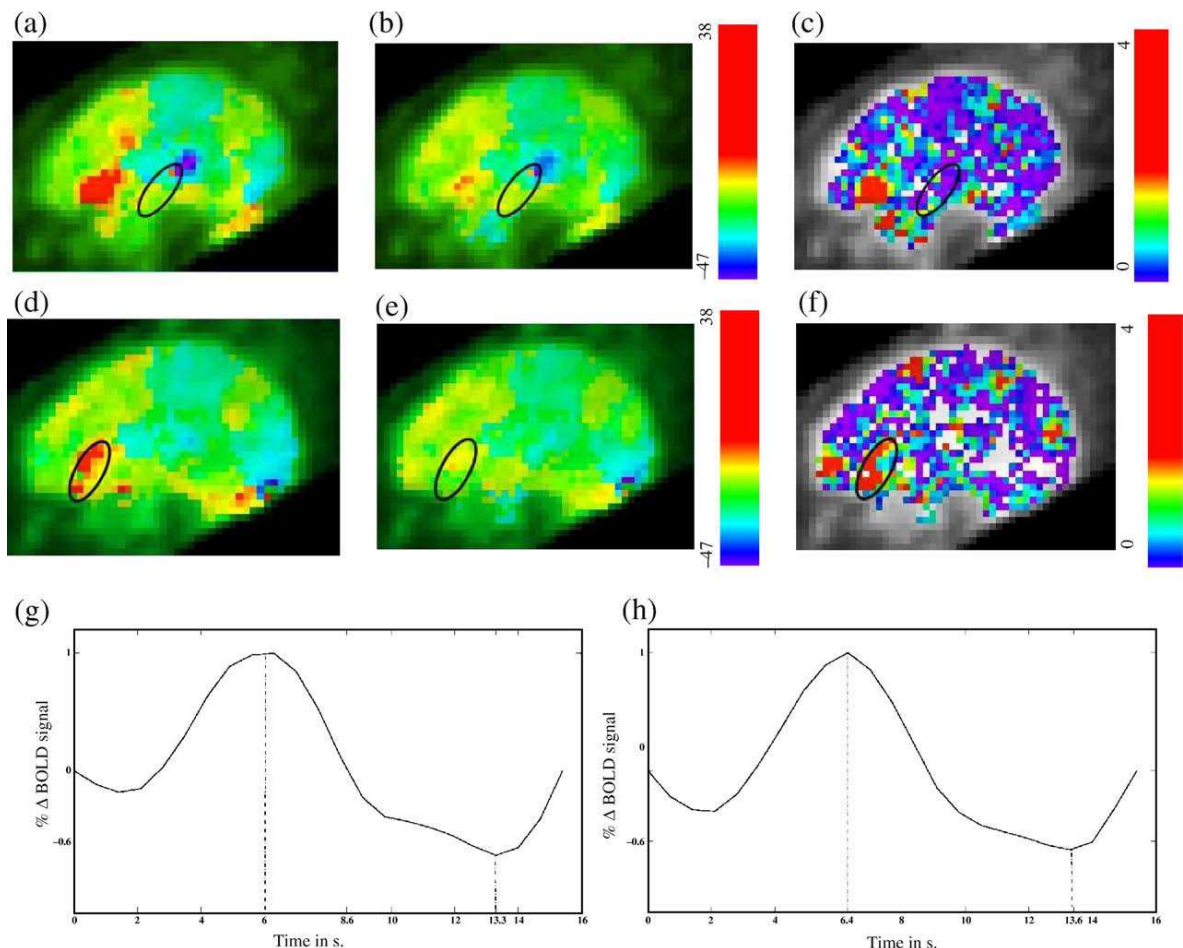 (a)
(b)
(c)
38
−47
4
0
(d)
(e)
(f)
38
−47
4
0
(g)
(h)
% Δ BOLD signal
1
0
−0.6
0 2 4 6 8.6 10 12 13.3 14 16
Time in s.
% Δ BOLD signal
1
0
−0.6
0 2 4 6.4 8 10 12 13.6 14 16
Time in s.